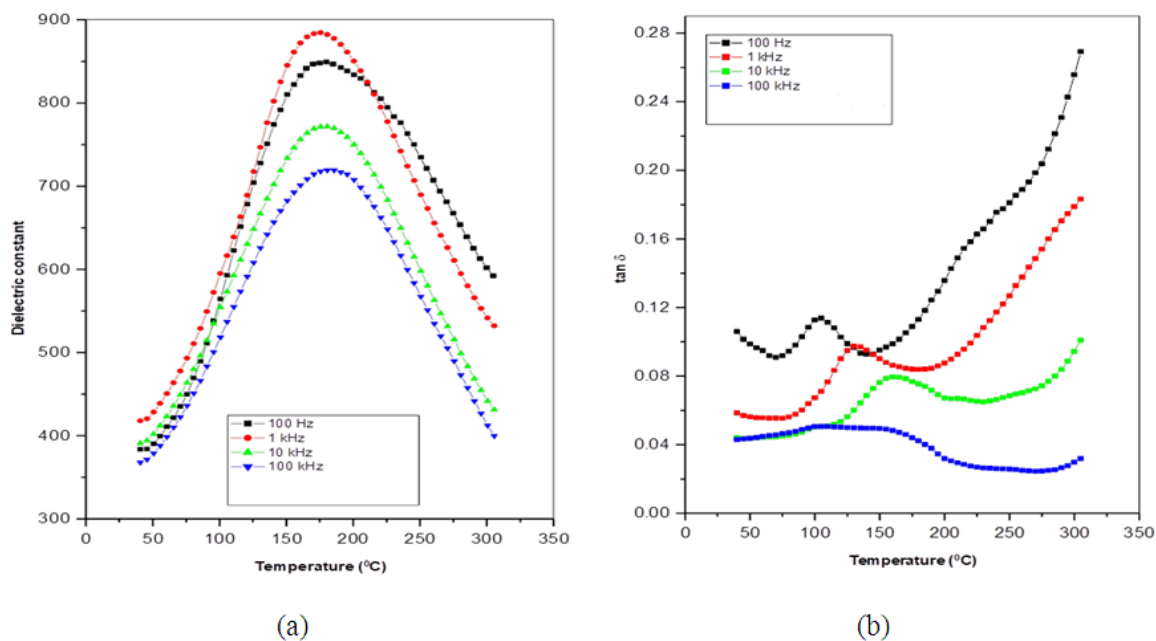 900
800
700
600
500
400
300
Dielectric constant
100 Hz
1 kHz
10 kHz
100 kHz
0 50 100 150 200 250 300 350
Temperature (⁰C)
(a)
0.28
0.24
0.20
0.16
0.12
0.08
0.04
0.00
tan δ
100 Hz
1 kHz
10 kHz
100 kHz
0 50 100 150 200 250 300 350
Temperature (⁰C)
(b)